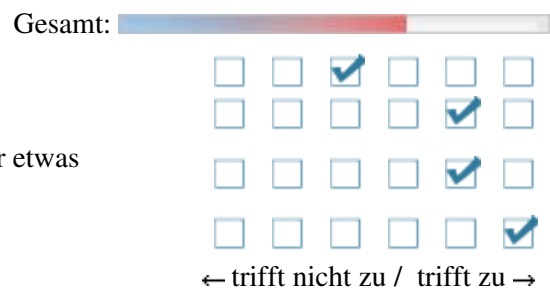 Gesamt:
etwas
← trifft nicht zu / trifft zu →